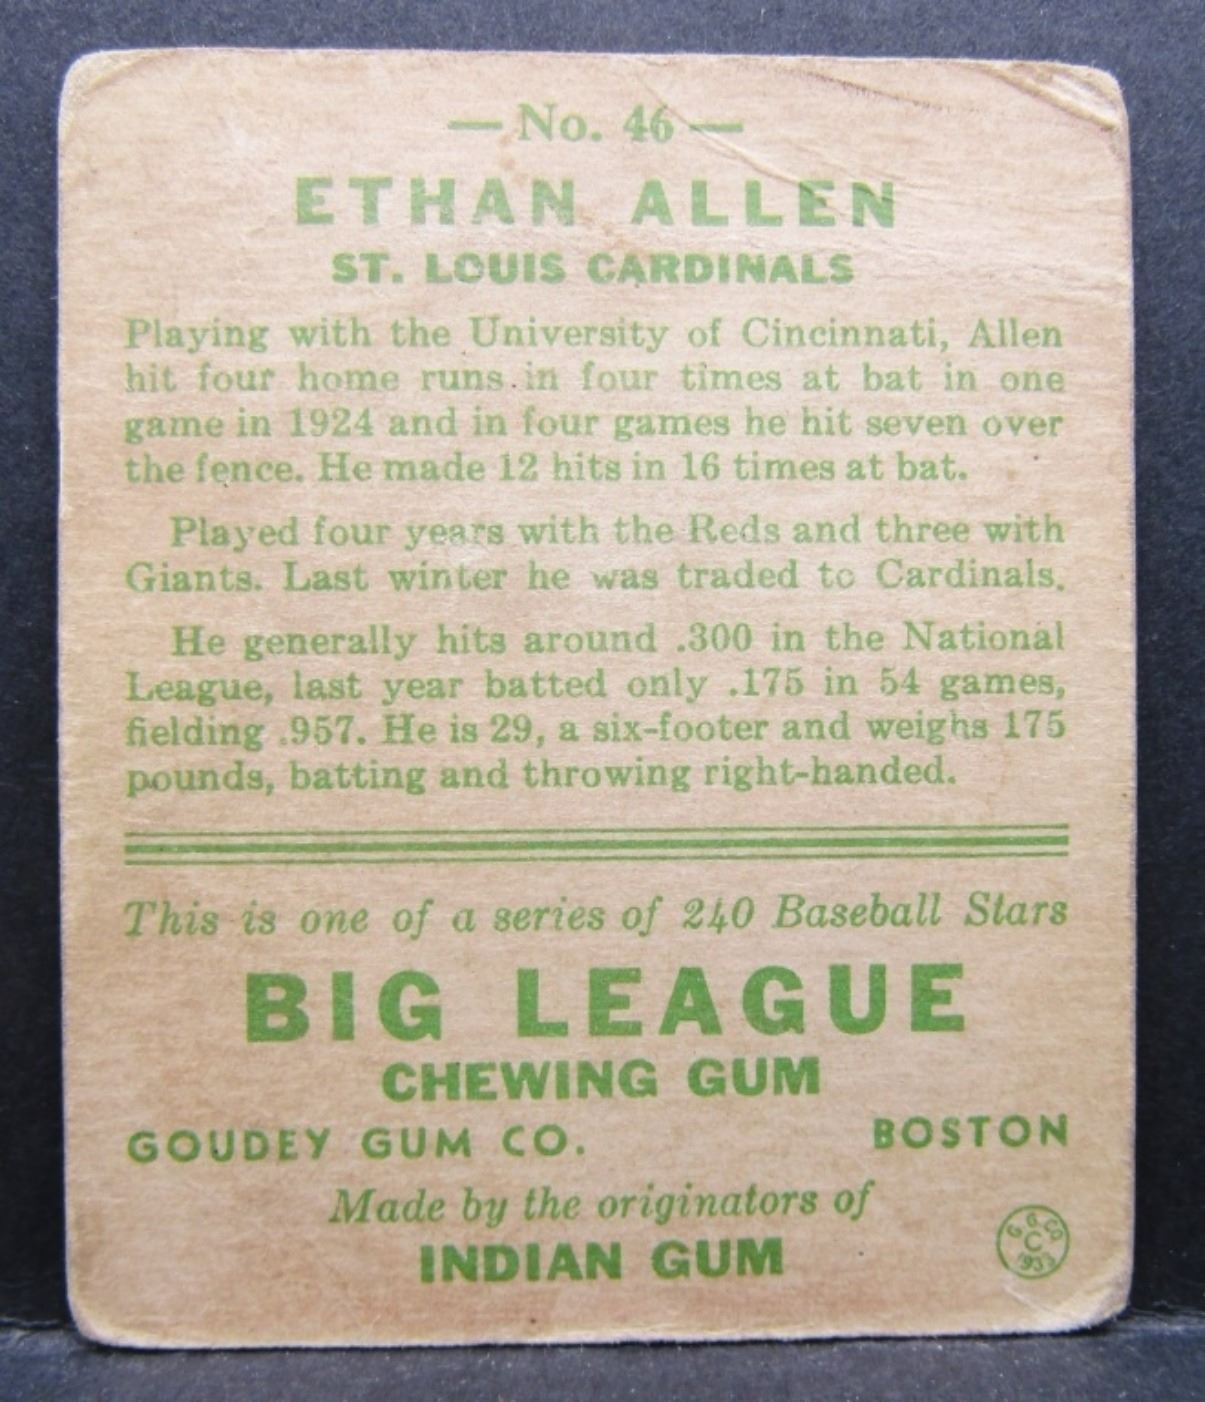 — No. 46 —
ETHAN ALLEN
ST. LOUIS CARDINALS
Playing with the University of Cincinnati, Allen
hit four home runs in four times at bat in one
game in 1924 and in four games he hit seven over
the fence. He made 12 hits in 16 times at bat.
Played four years with the Reds and three with
Giants. Last winter he was traded to Cardinals.
He generally hits around .300 in the National
League, last year batted only .175 in 54 games,
fielding .957. He is 29, a six-footer and weighs 175
pounds, batting and throwing right-handed.
This is one of a series of 240 Baseball Stars
BIG LEAGUE
CHEWING GUM
GOUDEY GUM CO. BOSTON
Made by the originators of
INDIAN GUM
G. G. CO.
C
1933